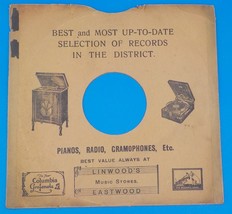 BEST and MOST UP-TO-DATE
SELECTION OF RECORDS
IN THE DISTRICT.
PIANOS, RADIO, GRAMOPHONES, Etc.
BEST VALUE ALWAYS AT
LINWOOD'S
MUSIC STORES,
EASTWOOD
Columbia
Grafonola